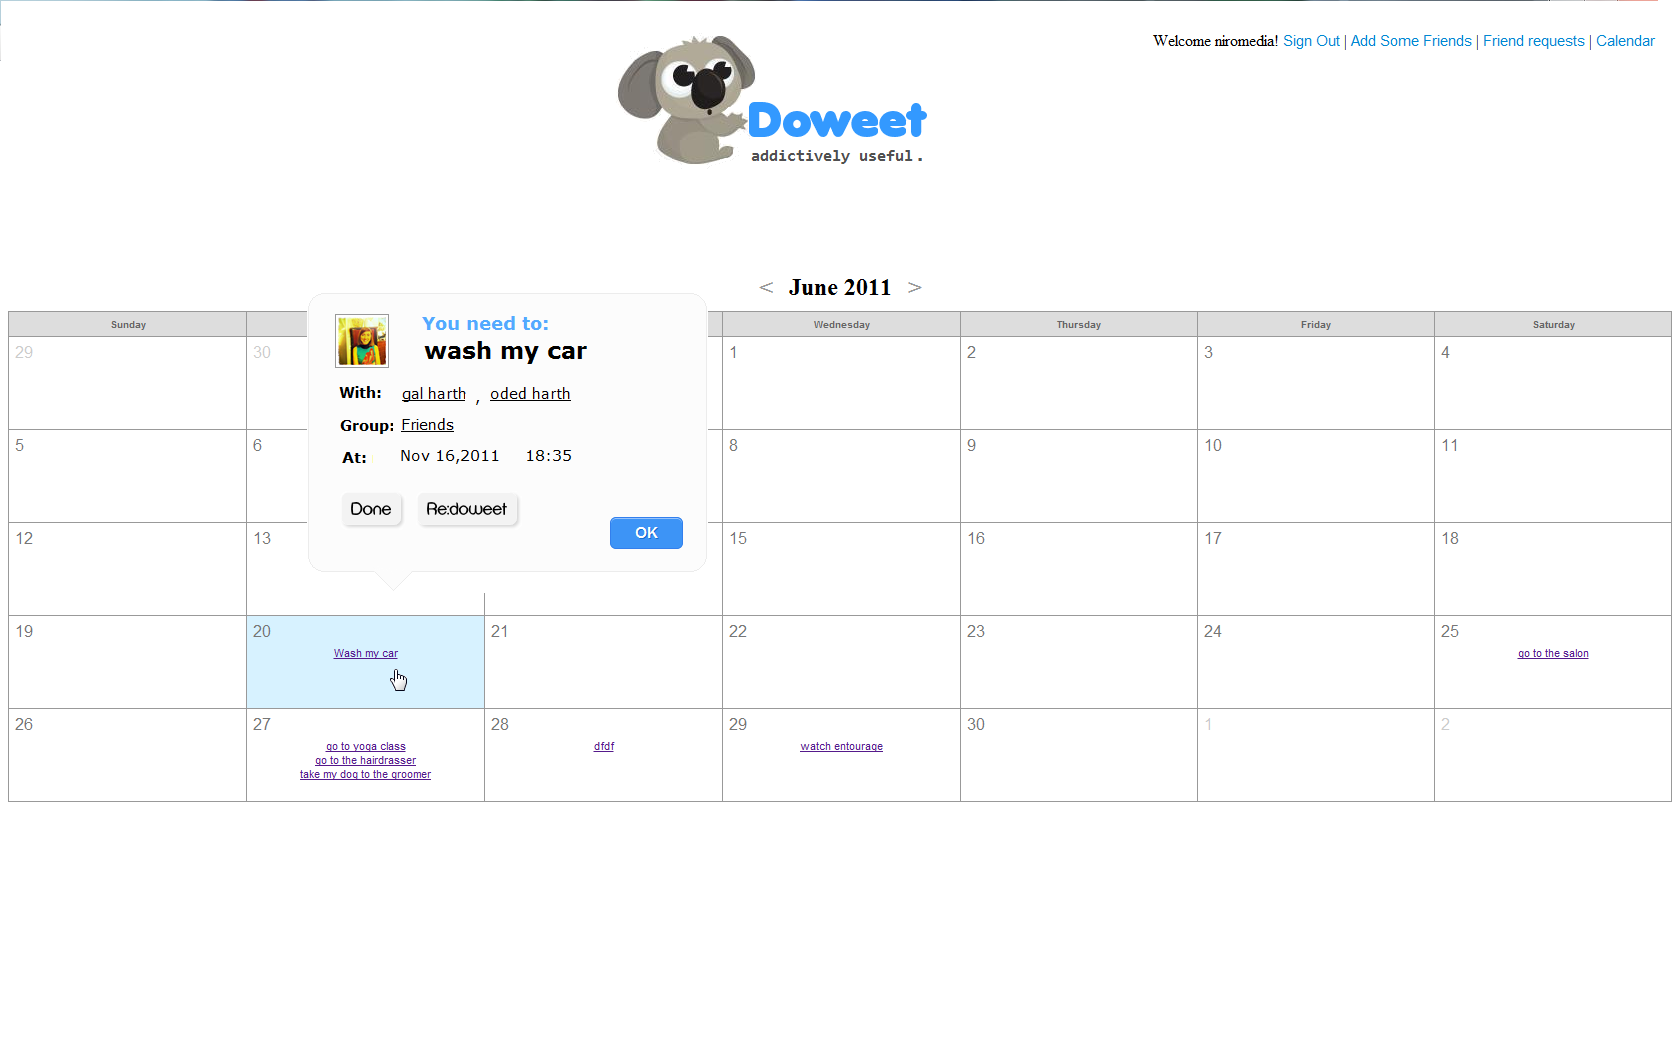 Welcome niromedia! Sign Out | Add Some Friends | Friend requests | Calendar
Doweet
addictively useful.
< June 2011 >
Sunday Wednesday Thursday Friday Saturday
You need to:
wash my car
With: gal harth , oded harth
Group: Friends
At: Nov 16,2011 18:35
Done Re:doweet
OK
29 30 1 2 3 4
5 6 8 9 10 11
12 13 15 16 17 18
19 20 21 22 23 24 25
Wash my car go to the salon
26 27 28 29 30 1 2
go to yoga class dfdf watch entourage
go to the hairdrasser
take my dog to the groomer